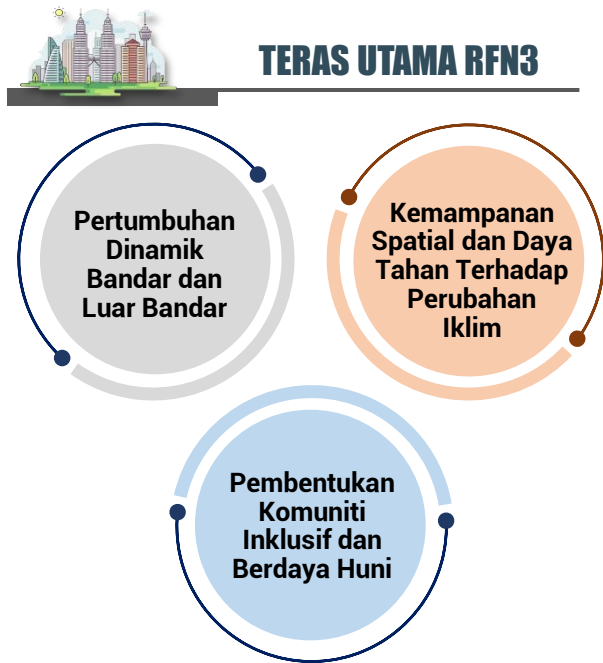 TERAS UTAMA RFN3
Pertumbuhan
Dinamik
Bandar dan
Luar Bandar
Kemampanan
Spatial dan Daya
Tahan Terhadap
Perubahan
Iklim
Pembentukan
Komuniti
Inklusif dan
Berdaya Huni